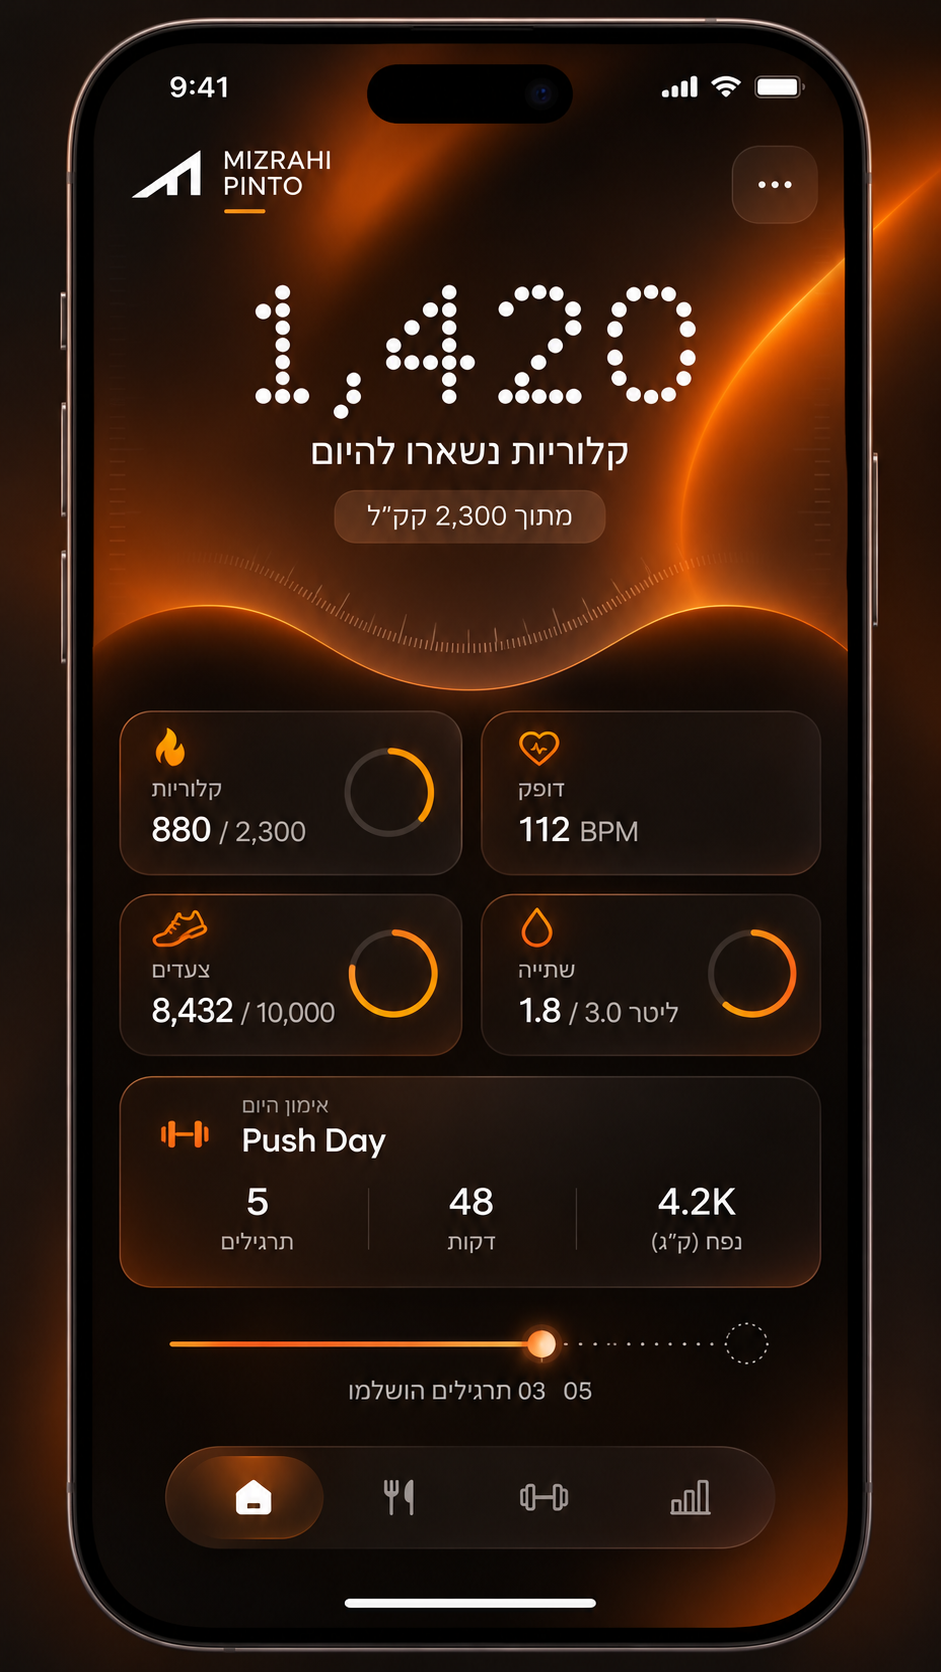 9:41
MIZRAHI
PINTO
1,420
קלוריות נשארו להיום
מתוך 2,300 קק״ל
קלוריות
880 / 2,300
דופק
112 BPM
צעדים
8,432 / 10,000
שתייה
1.8 / 3.0 ליטר
אימון היום
Push Day
5
תרגילים
48
דקות
4.2K
נפח (ק״ג)
05 03 תרגילים הושלמו